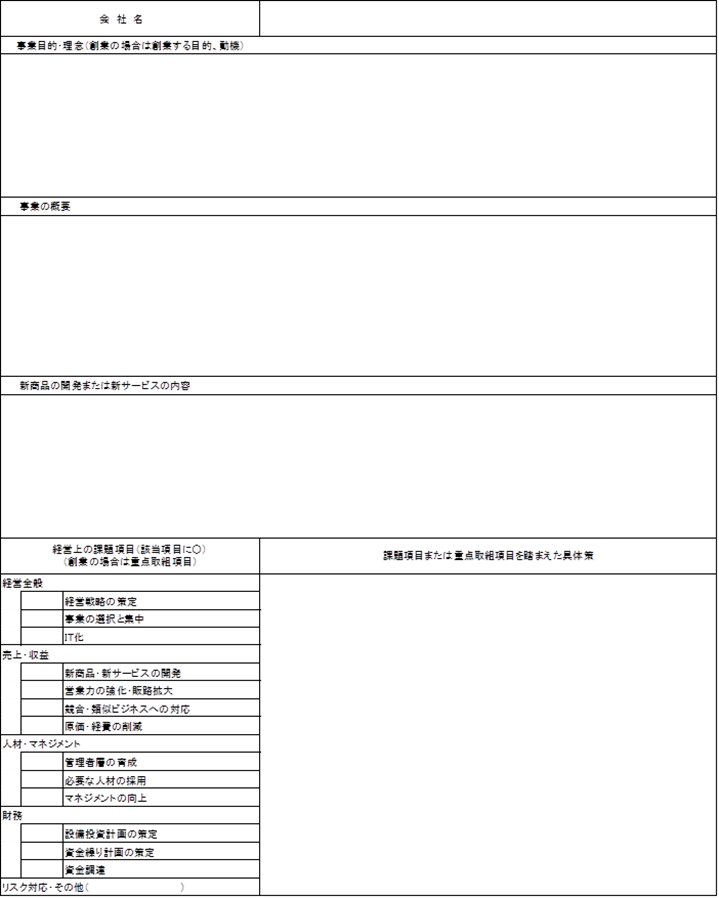 会 社 名
事業目的・理念（創業の場合は創業する目的、動機）
事業の概要
新商品の開発または新サービスの内容
経営上の課題項目（該当項目に〇）
（創業の場合は重点取組項目）
課題項目または重点取組項目を踏まえた具体策
経営全般
経営戦略の策定
事業の選択と集中
IT化
売上・収益
新商品・新サービスの開発
営業力の強化・販路拡大
競合・類似ビジネスへの対応
原価・経費の削減
人材・マネジメント
管理者層の育成
必要な人材の採用
マネジメントの向上
財務
設備投資計画の策定
資金繰り計画の策定
資金調達
リスク対応・その他（　　　　　　　　　）